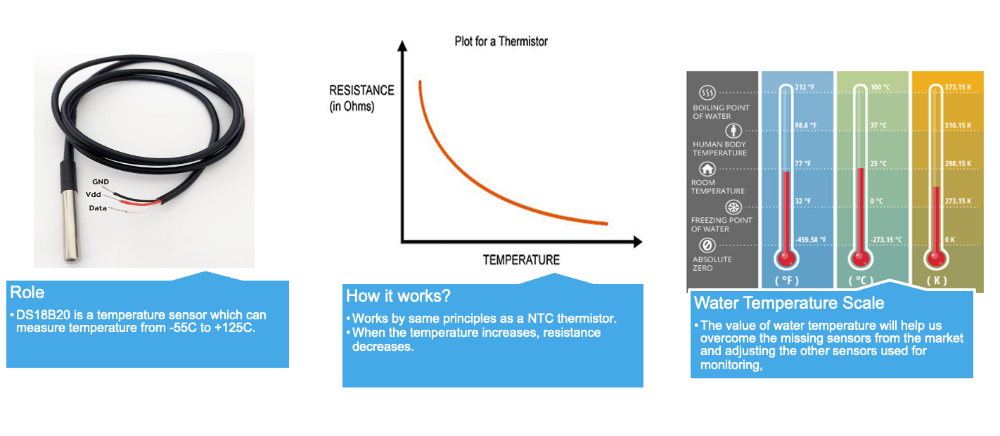 GND
Vdd
Data
Role
• DS18B20 is a temperature sensor which can
measure temperature from -55C to +125C.
Plot for a Thermistor
RESISTANCE
(in Ohms)
TEMPERATURE
How it works?
• Works by same principles as a NTC thermistor.
• When the temperature increases, resistance
decreases.
BOILING POINT
OF WATER
212 °F
100 °C
373.15 K
HUMAN BODY
TEMPERATURE
98.6 °F
37 °C
310.15 K
ROOM
TEMPERATURE
77 °F
25 °C
298.15 K
FREEZING POINT
OF WATER
32 °F
0 °C
273.15 K
ABSOLUTE
ZERO
-459.58 °F
-273.15 °C
0 K
( °F )
( °C )
( K )
Water Temperature Scale
• The value of water temperature will help us
overcome the missing sensors from the market
and adjusting the other sensors used for
monitoring,